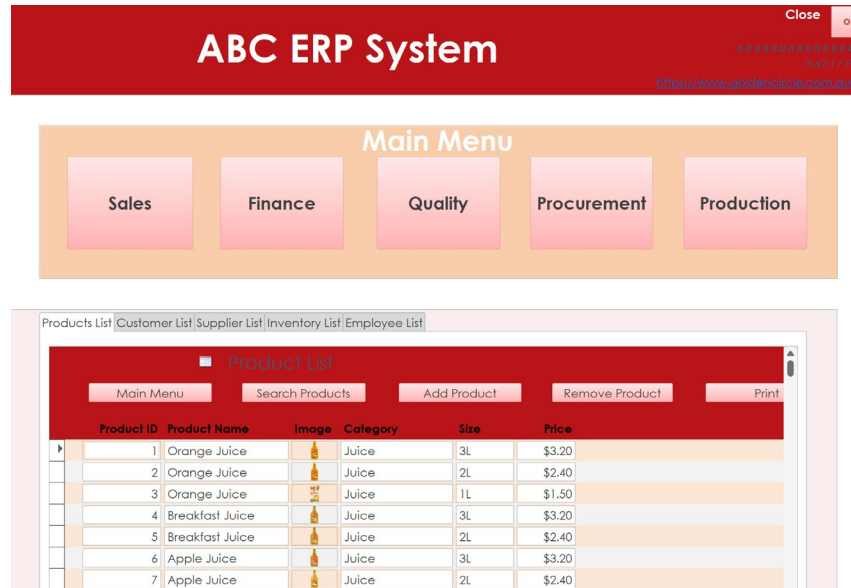 Close
ABC ERP System
##############
https://www.goldencircle.com.au
Main Menu
Sales Finance Quality Procurement Production
Products List Customer List Supplier List Inventory List Employee List
Product List
Main Menu Search Products Add Product Remove Product Print
Product ID Product Name Image Category Size Price
1 Orange Juice Juice 3L $3.20
2 Orange Juice Juice 2L $2.40
3 Orange Juice Juice 1L $1.50
4 Breakfast Juice Juice 3L $3.20
5 Breakfast Juice Juice 2L $2.40
6 Apple Juice Juice 3L $3.20
7 Apple Juice Juice 2L $2.40